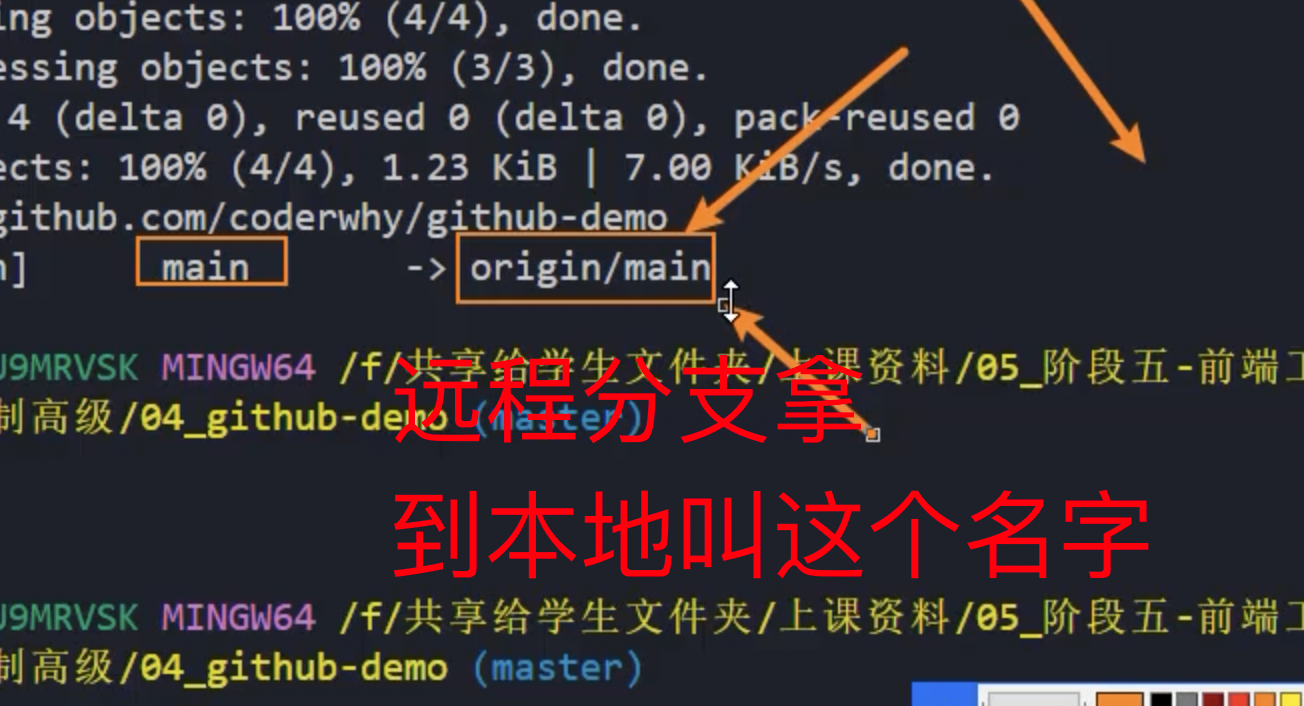 ing objects: 100% (4/4), done.
essing objects: 100% (3/3), done.
4 (delta 0), reused 0 (delta 0), pack-reused 0
ects: 100% (4/4), 1.23 KiB | 7.00 KiB/s, done.
github.com/coderwhy/github-demo
n] main -> origin/main
J9MRVSK MINGW64 /f/共享给学生文件夹/上课资料/05_阶段五-前端工
制高级/04_github-demo (master)
远程分支拿
到本地叫这个名字
J9MRVSK MINGW64 /f/共享给学生文件夹/上课资料/05_阶段五-前端工
制高级/04_github-demo (master)